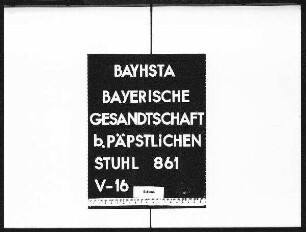 BAYHSTA
BAYERISCHE
GESANDTSCHAFT
b. PÄPSTLICHEN
STUHL 861
V-16